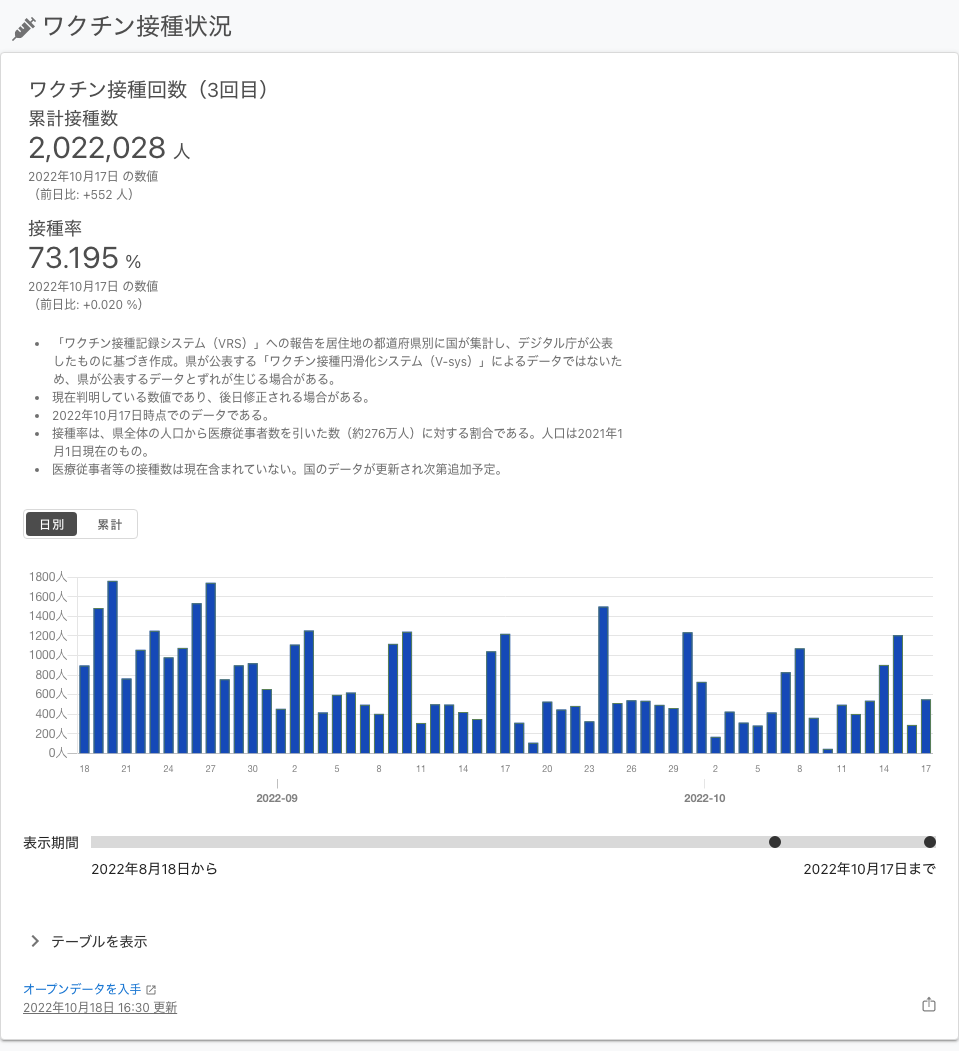 ワクチン接種状況
ワクチン接種回数（3回目）
累計接種数
2,022,028 人
2022年10月17日 の数値
（前日比: +552 人）
接種率
73.195 %
2022年10月17日 の数値
（前日比: +0.020 %）
• 「ワクチン接種記録システム（VRS）」への報告を居住地の都道府県別に国が集計し、デジタル庁が公表
したものに基づき作成。県が公表する「ワクチン接種円滑化システム（V-sys）」によるデータではないた
め、県が公表するデータとずれが生じる場合がある。
• 現在判明している数値であり、後日修正される場合がある。
• 2022年10月17日時点でのデータである。
• 接種率は、県全体の人口から医療従事者数を引いた数（約276万人）に対する割合である。人口は2021年1
月1日現在のもの。
• 医療従事者等の接種数は現在含まれていない。国のデータが更新され次第追加予定。
日別 累計
1800人
1600人
1400人
1200人
1000人
800人
600人
400人
200人
0人
18 21 24 27 30 2 5 8 11 14 17 20 23 26 29 2 5 8 11 14 17
2022-09 2022-10
表示期間
2022年8月18日から 2022年10月17日まで
テーブルを表示
オープンデータを入手
2022年10月18日 16:30 更新